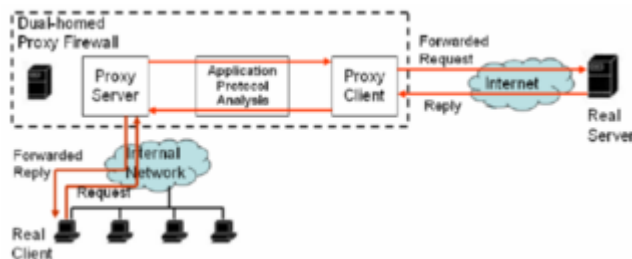 Dual-homed
Proxy Firewall
Proxy
Server
Application
Protocol
Analysis
Proxy
Client
Forwarded
Request
Internet
Reply
Real
Server
Forwarded
Reply
Internal
Network
Request
Real
Client